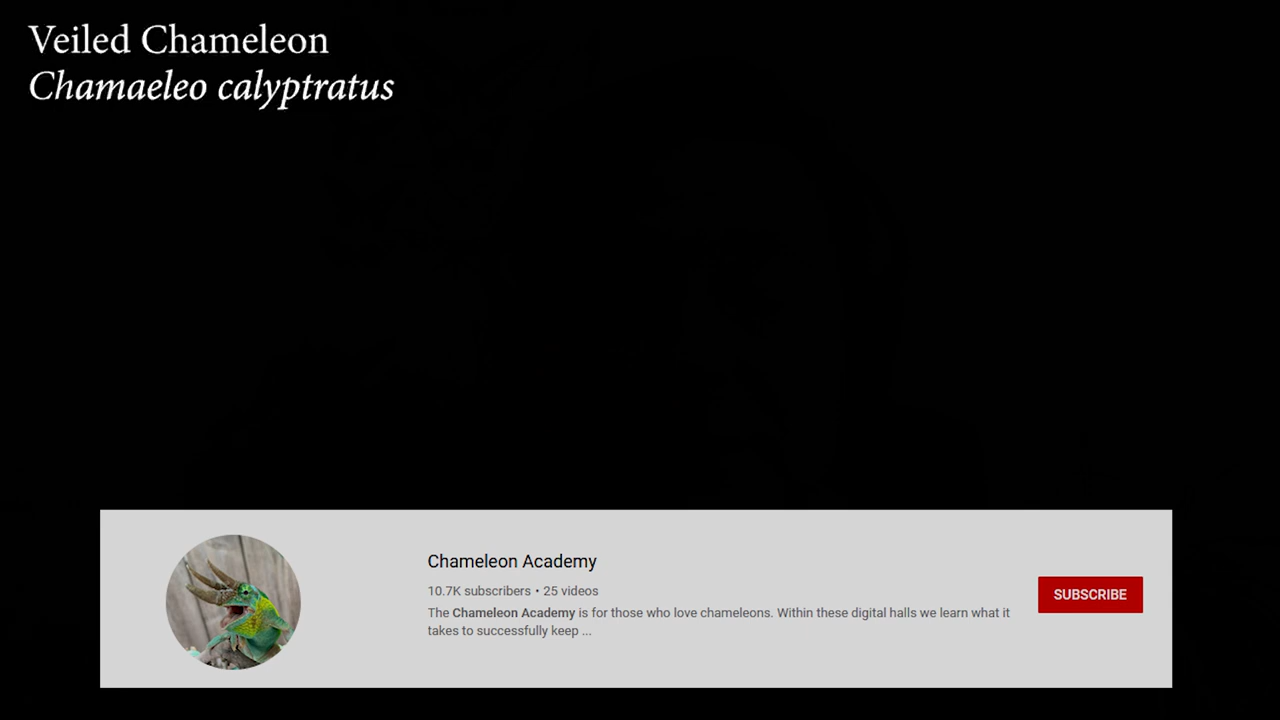 Veiled Chameleon
Chamaeleo calyptratus
Chameleon Academy
10.7K subscribers • 25 videos
The Chameleon Academy is for those who love chameleons. Within these digital halls we learn what it
takes to successfully keep ...
SUBSCRIBE